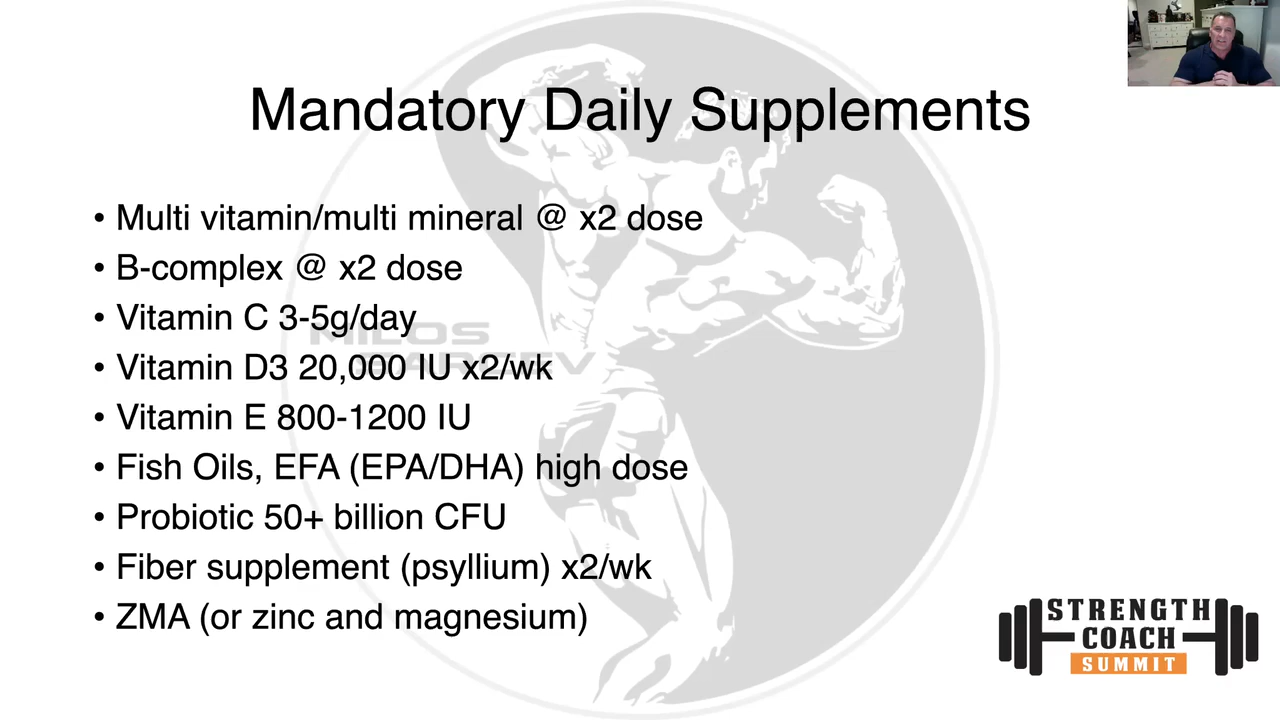 Mandatory Daily Supplements
• Multi vitamin/multi mineral @ x2 dose
• B-complex @ x2 dose
• Vitamin C 3-5g/day
• Vitamin D3 20,000 IU x2/wk
• Vitamin E 800-1200 IU
• Fish Oils, EFA (EPA/DHA) high dose
• Probiotic 50+ billion CFU
• Fiber supplement (psyllium) x2/wk
• ZMA (or zinc and magnesium)
STRENGTH
COACH
SUMMIT